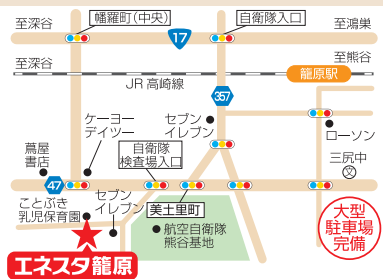 幡羅町(中央)
自衛隊入口
至深谷
17
至鴻巣
至深谷
至熊谷
籠原駅
JR 高崎線
357
ケーヨー
デイツー
セブン
イレブン
ローソン
自衛隊
検査場入口
蔦屋
書店
三尻中
文
47
セブン
イレブン
美土里町
ことぶき
乳児保育園
航空自衛隊
熊谷基地
大型
駐車場
完備
エネスタ籠原